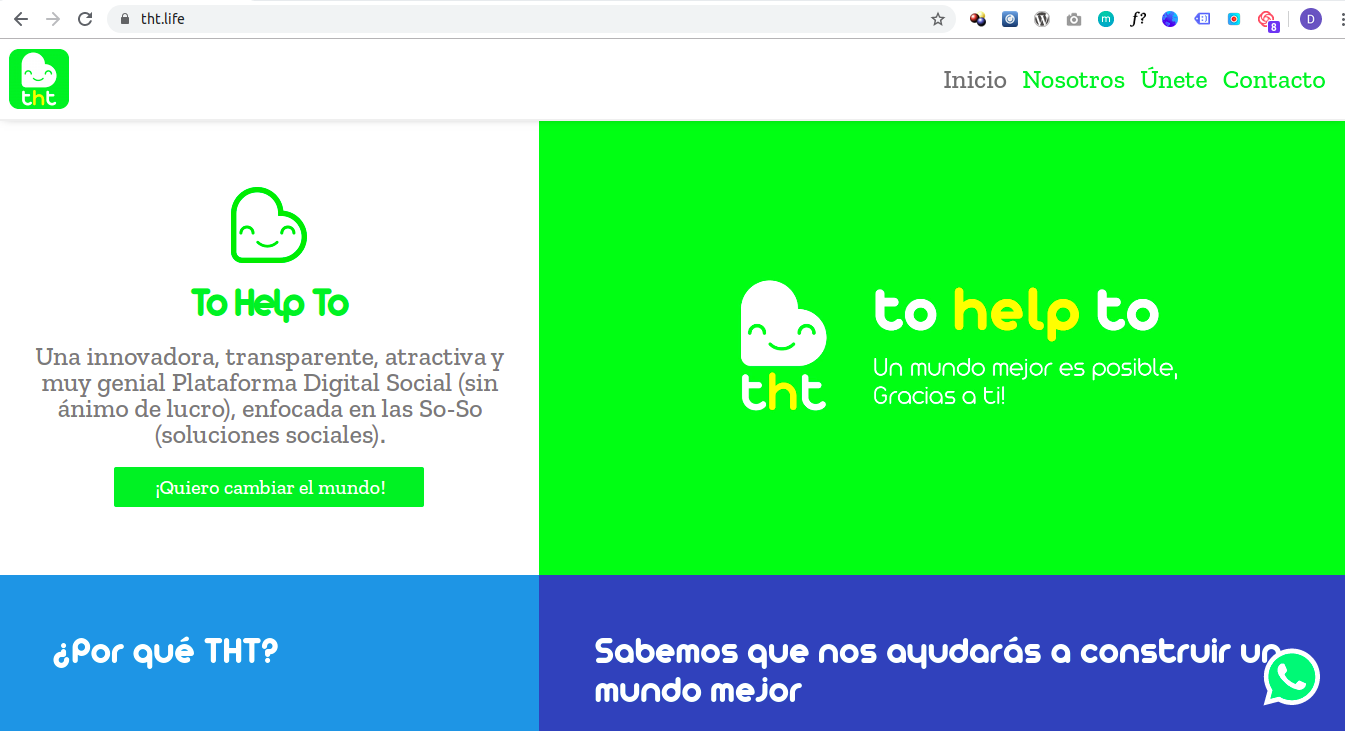 tht.life
f?
D
8
tht
Inicio Nosotros Únete Contacto
To Help To
Una innovadora, transparente, atractiva y
muy genial Plataforma Digital Social (sin
ánimo de lucro), enfocada en las So-So
(soluciones sociales).
¡Quiero cambiar el mundo!
tht
to help to
Un mundo mejor es posible,
Gracias a ti!
¿Por qué THT?
Sabemos que nos ayudarás a construir un
mundo mejor